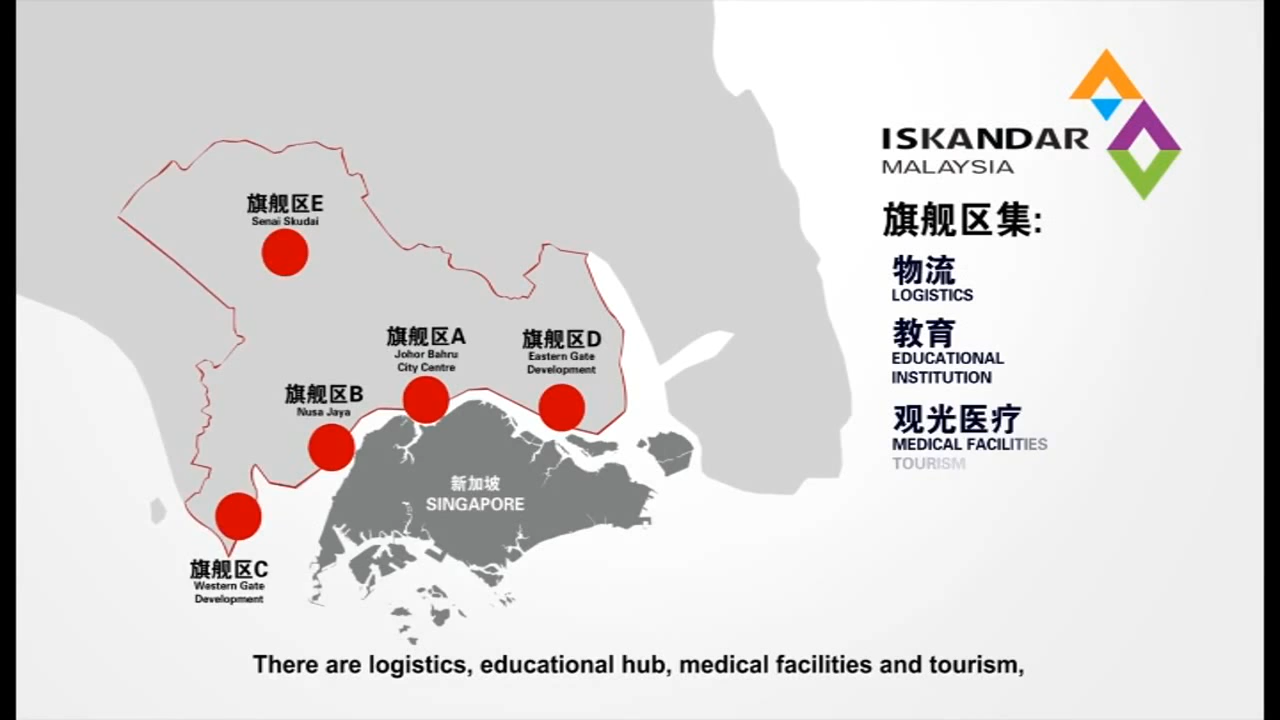 ISKANDAR
MALAYSIA
旗舰区集:
物流
LOGISTICS
教育
EDUCATIONAL
INSTITUTION
观光医疗
MEDICAL FACILITIES
TOURISM
旗舰区E
Senai Skudai
旗舰区A
Johor Bahru
City Centre
旗舰区D
Eastern Gate
Development
旗舰区B
Nusa Jaya
新加坡
SINGAPORE
旗舰区C
Western Gate
Development
There are logistics, educational hub, medical facilities and tourism,